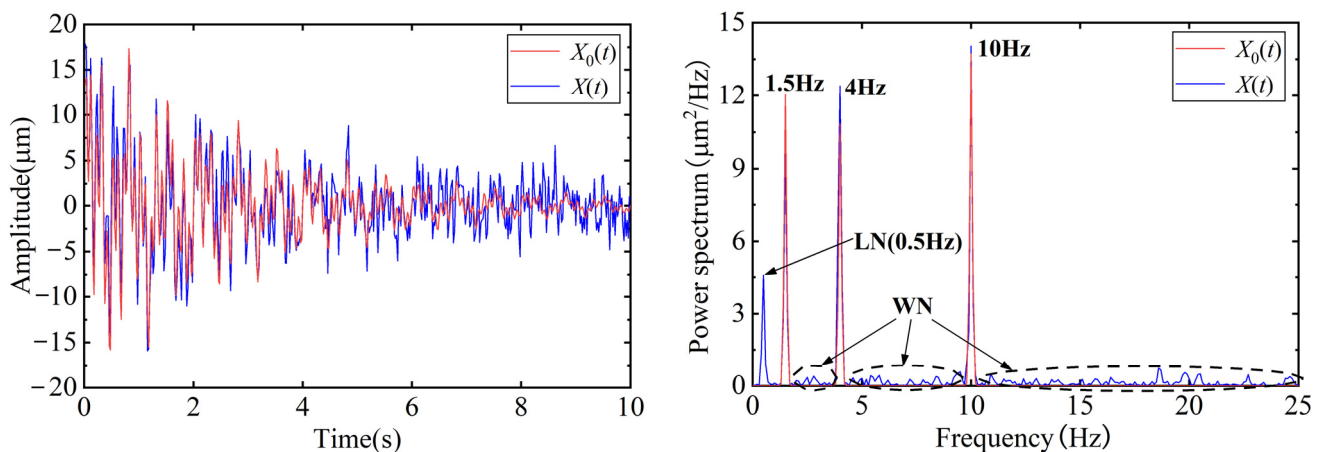 20
15
10
5
0
−5
−10
−15
−20
Amplitude(μm)
X₀(t)
X(t)
0 2 4 6 8 10
Time(s)
15
12
9
6
3
0
Power spectrum (μm²/Hz)
X₀(t)
X(t)
10Hz
1.5Hz 4Hz
LN(0.5Hz)
WN
0 5 10 15 20 25
Frequency (Hz)